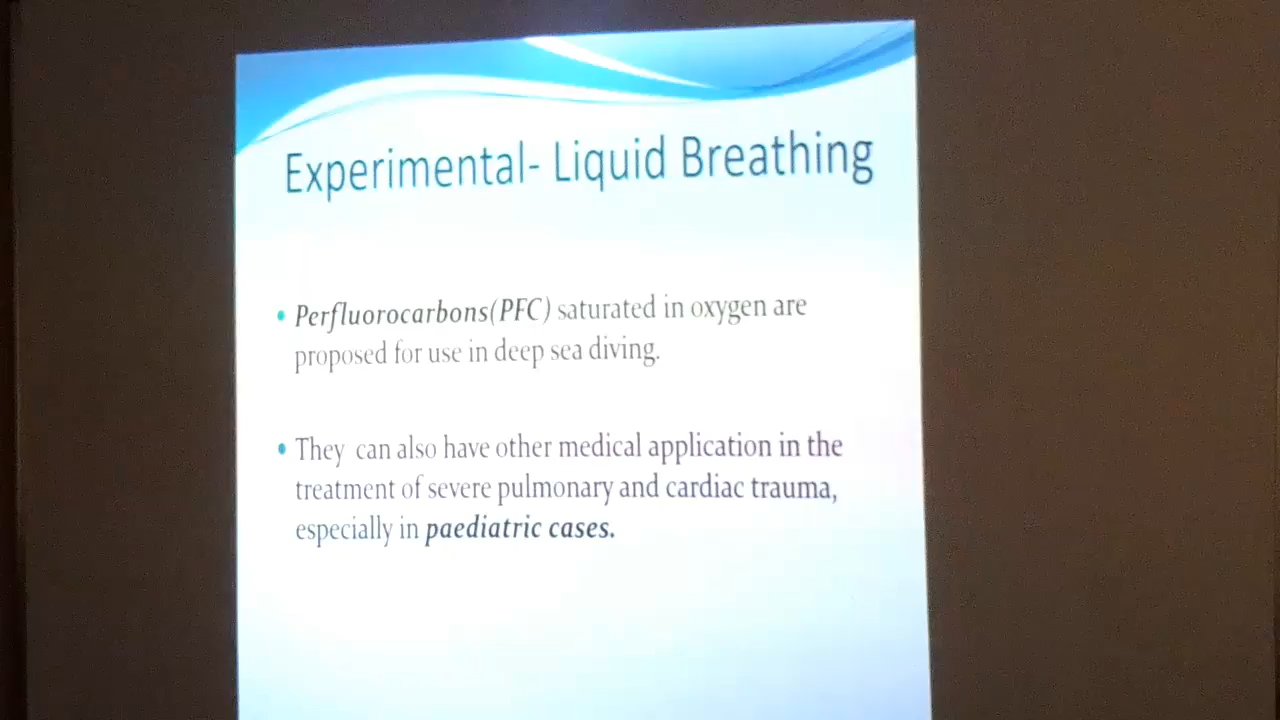 Experimental- Liquid Breathing
• Perfluorocarbons(PFC) saturated in oxygen are
proposed for use in deep sea diving.
• They can also have other medical application in the
treatment of severe pulmonary and cardiac trauma,
especially in paediatric cases.